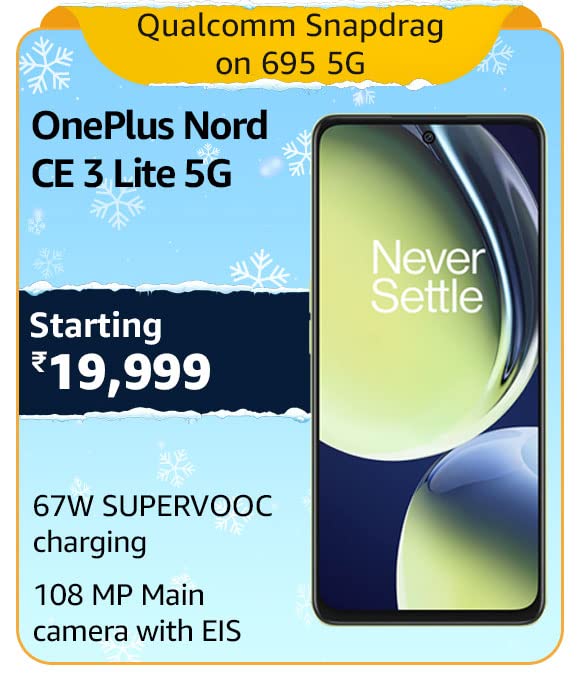 Qualcomm Snapdrag
on 695 5G
OnePlus Nord
CE 3 Lite 5G
Never
Settle
Starting
₹19,999
67W SUPERVOOC
charging
108 MP Main
camera with EIS